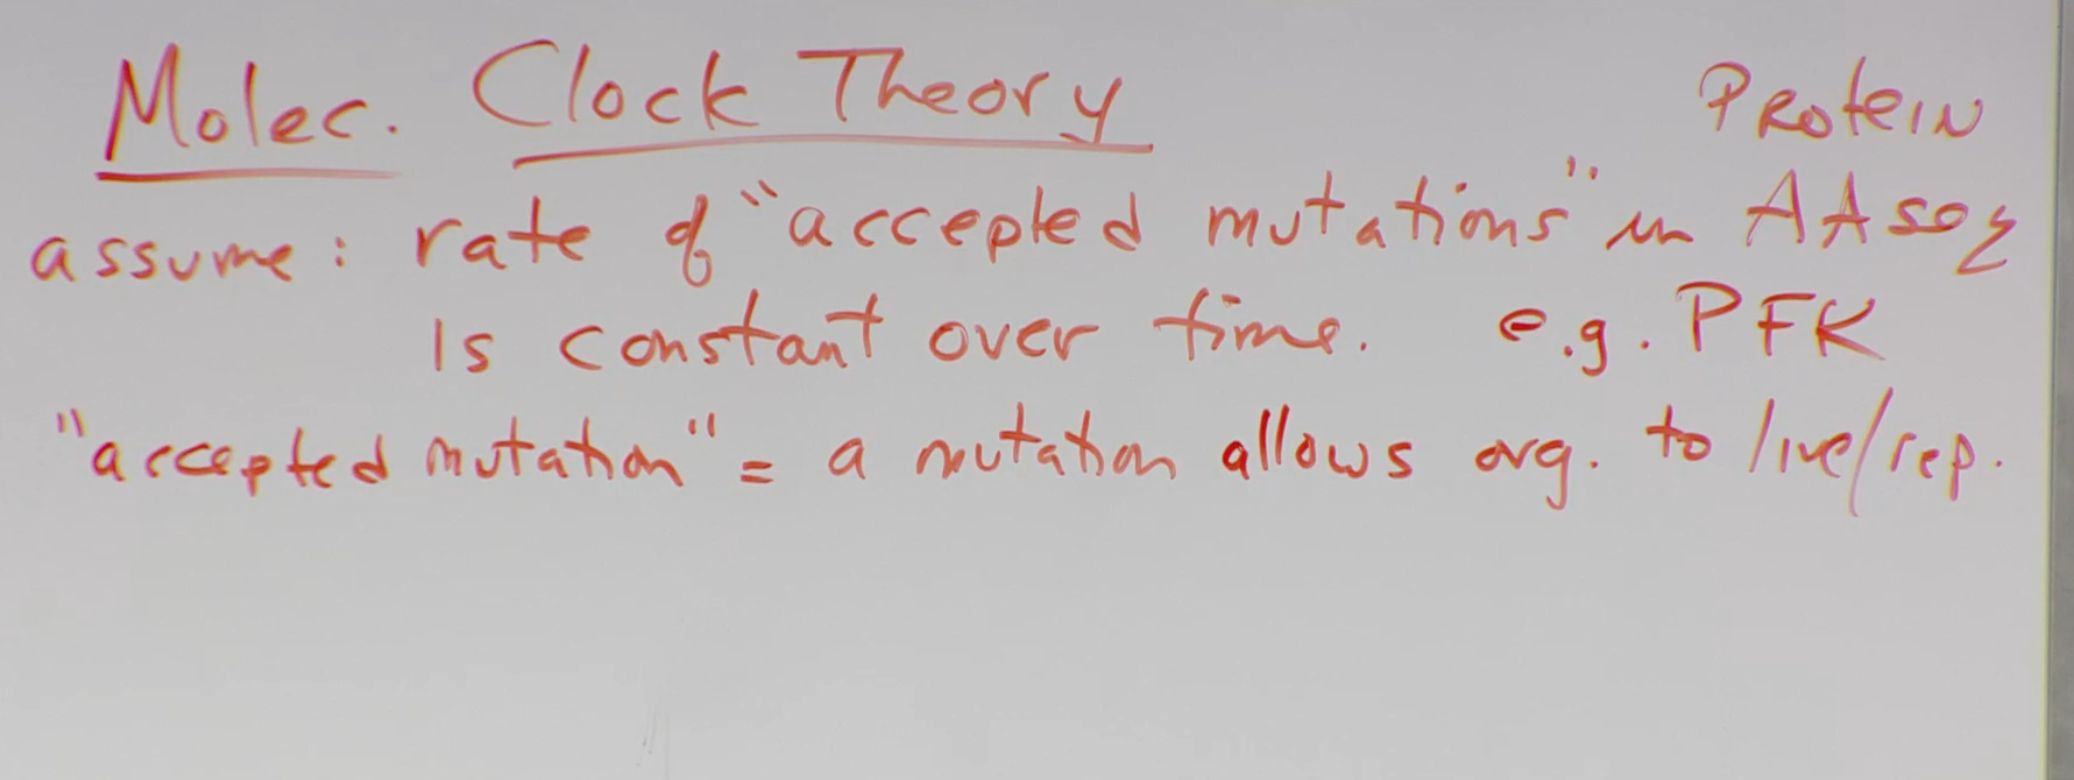 Molec. Clock Theory
Protein
assume: rate of "accepted mutations" in AA seq
is constant over time. e.g. PFK
"accepted mutation" = a mutation allows org. to live/rep.